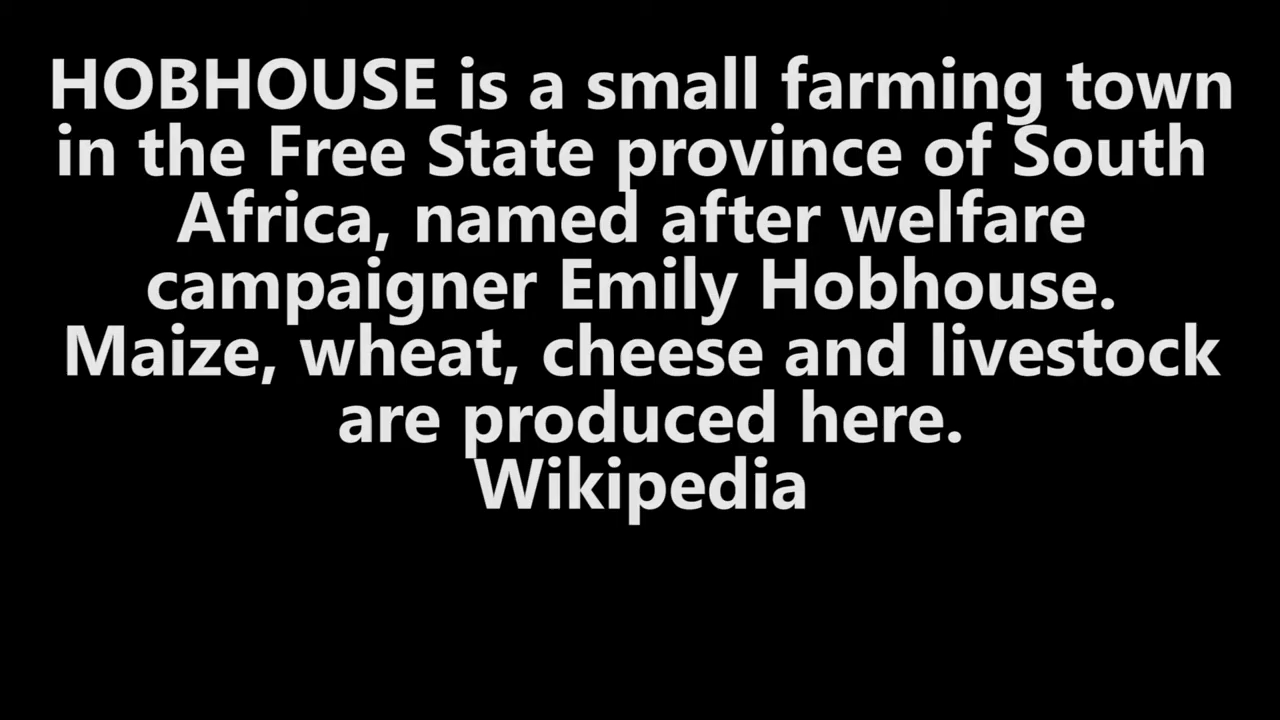 HOBHOUSE is a small farming town
in the Free State province of South
Africa, named after welfare
campaigner Emily Hobhouse.
Maize, wheat, cheese and livestock
are produced here.
Wikipedia